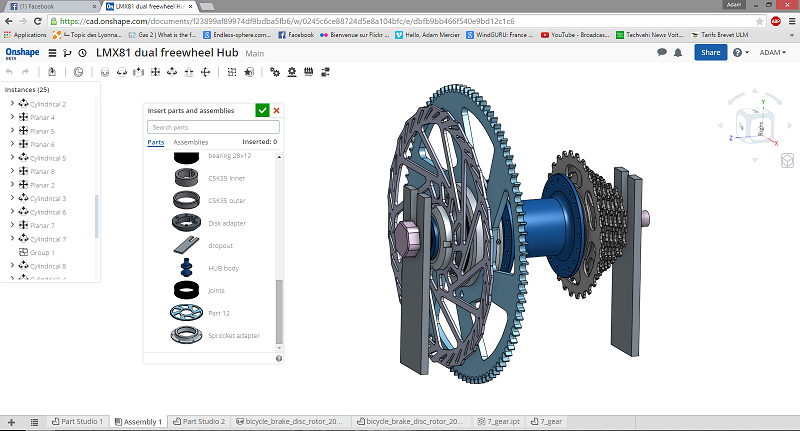 Facebook
LMX81 dual freewheel Hub
Adam
https://cad.onshape.com/documents/f23899af89974df9bdba5fb6/w/0245c6ce88724d5e8a104bfc/e/dbfb9bb466f540e9bd12c1c6
Applications
Topic des Lyonna...
Gas 2 | What is the f
Endless-sphere.com...
Facebook
Bienvenue sur Flickr ...
Hello, Adam Mercier
WindGURU: France -
YouTube - Broadcas...
Techvehi News Voit...
Tarifs Brevet ULM
Onshape
BETA
LMX81 dual freewheel Hub Main
Share
ADAM
Instances (25)
Cylindrical 2
Planar 4
Planar 5
Planar 6
Cylindrical 5
Planar 8
Planar 2
Cylindrical 3
Cylindrical 6
Planar 7
Cylindrical 7
Group 1
Cylindrical 8
Insert parts and assemblies
Search parts
Parts Assemblies Inserted: 0
bearing 28x12
CSK35 Inner
CSK35 outer
Disk adapter
dropout
HUB body
Joints
Part 12
Sprocket adapter
Y
Right
Z
X
Part Studio 1
Assembly 1
Part Studio 2
bicycle_brake_disc_rotor_20...
bicycle_brake_disc_rotor_20...
7_gear.ipt
7_gear